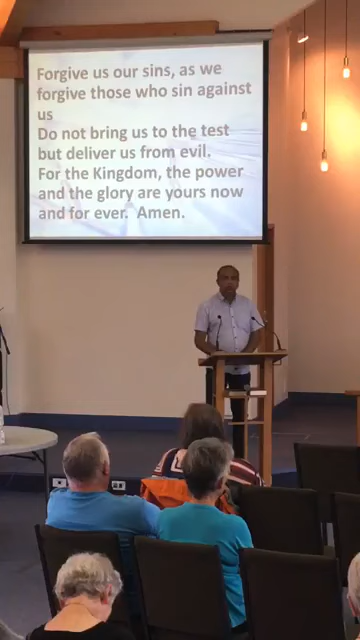 Forgive us our sins, as we
forgive those who sin against
us
Do not bring us to the test
but deliver us from evil.
For the Kingdom, the power
and the glory are yours now
and for ever.  Amen.